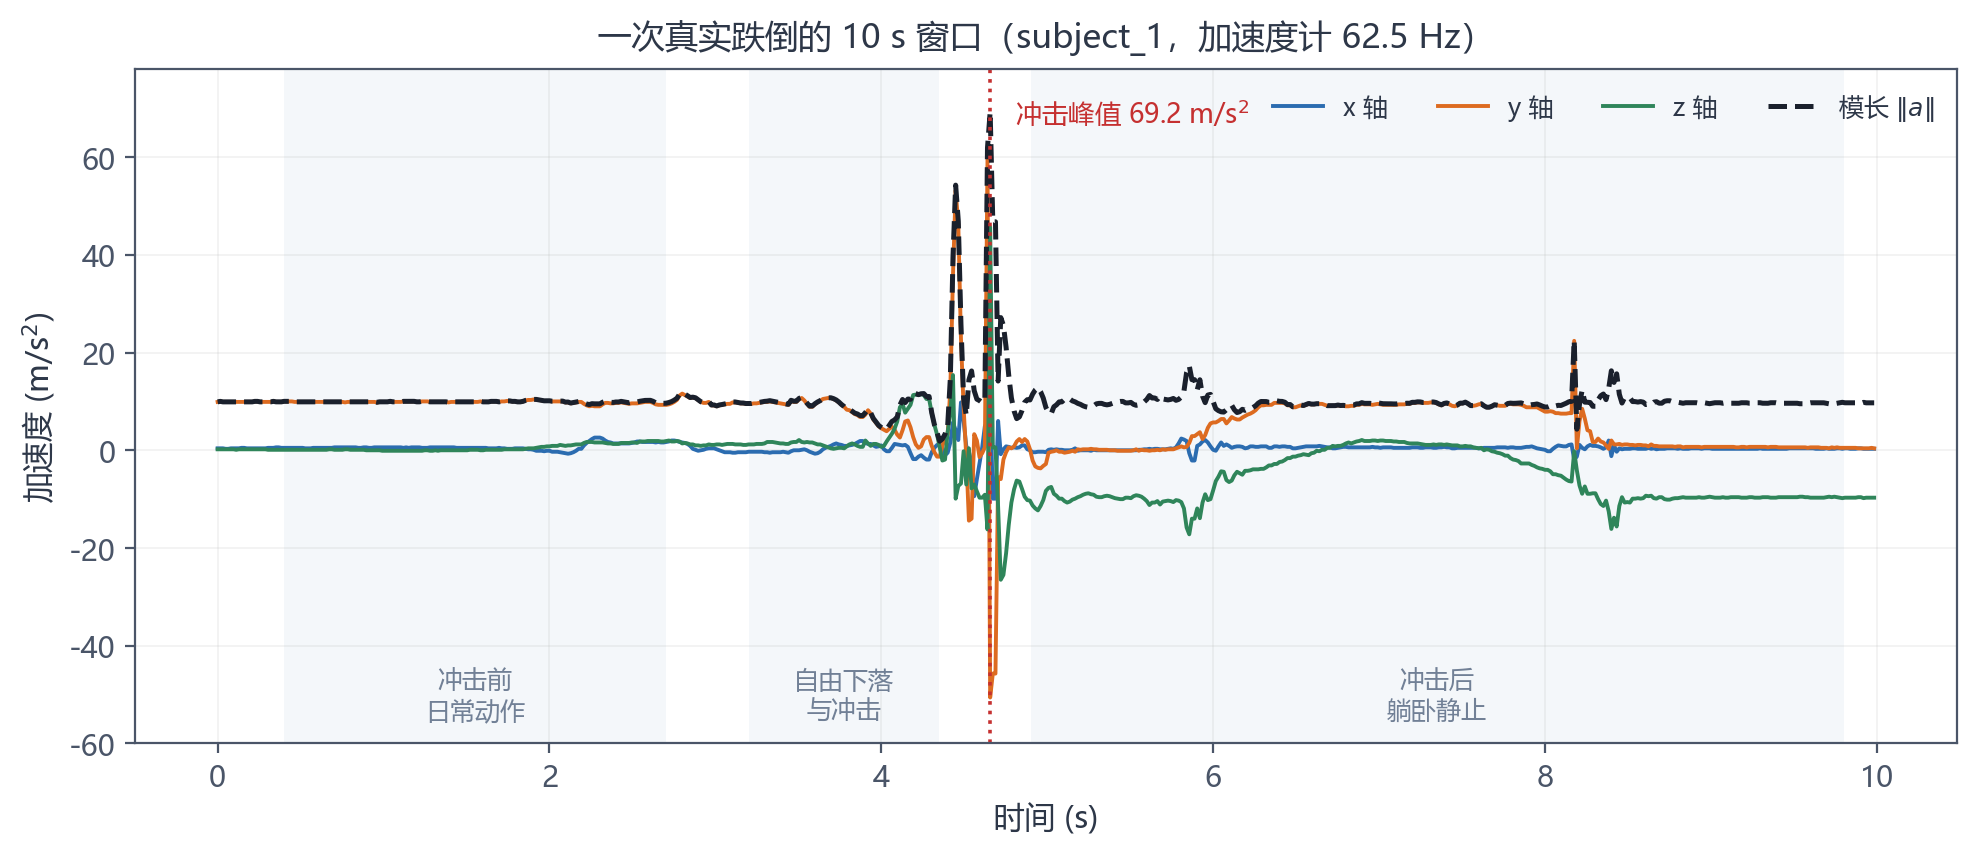 一次真实跌倒的 10 s 窗口（subject_1，加速度计 62.5 Hz）
冲击峰值 69.2 m/s²
x 轴
y 轴
z 轴
模长 ‖a‖
加速度 (m/s²)
60
40
20
0
-20
-40
-60
冲击前
日常动作
自由下落
与冲击
冲击后
躺卧静止
0
2
4
6
8
10
时间 (s)